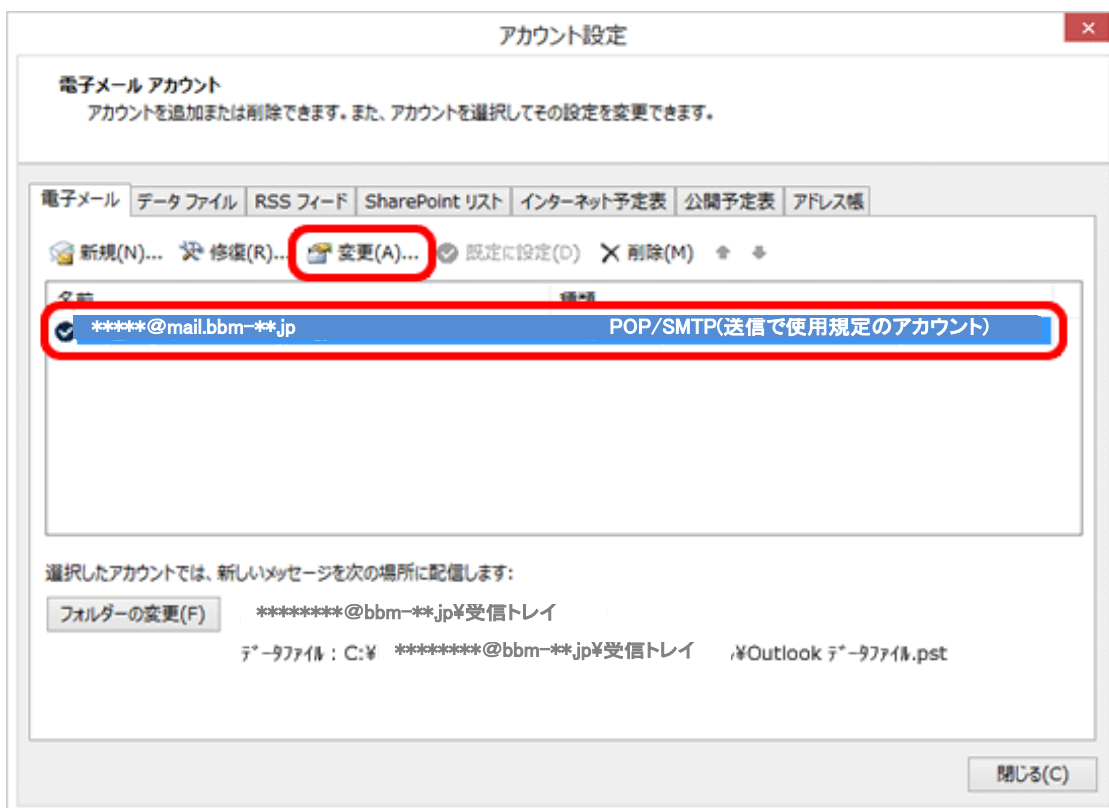 アカウント設定
電子メール アカウント
アカウントを追加または削除できます。また、アカウントを選択してその設定を変更できます。
電子メール データ ファイル RSS フィード SharePoint リスト インターネット予定表 公開予定表 アドレス帳
新規(N)... 修復(R)... 変更(A)... 既定に設定(D) 削除(M)
名前 種類
*****@mail.bbm-**.jp POP/SMTP(送信で使用規定のアカウント)
選択したアカウントでは、新しいメッセージを次の場所に配信します:
フォルダーの変更(F) ********@bbm-**.jp¥受信トレイ
データファイル : C:¥ ********@bbm-**.jp¥受信トレイ ¥Outlook データファイル.pst
閉じる(C)